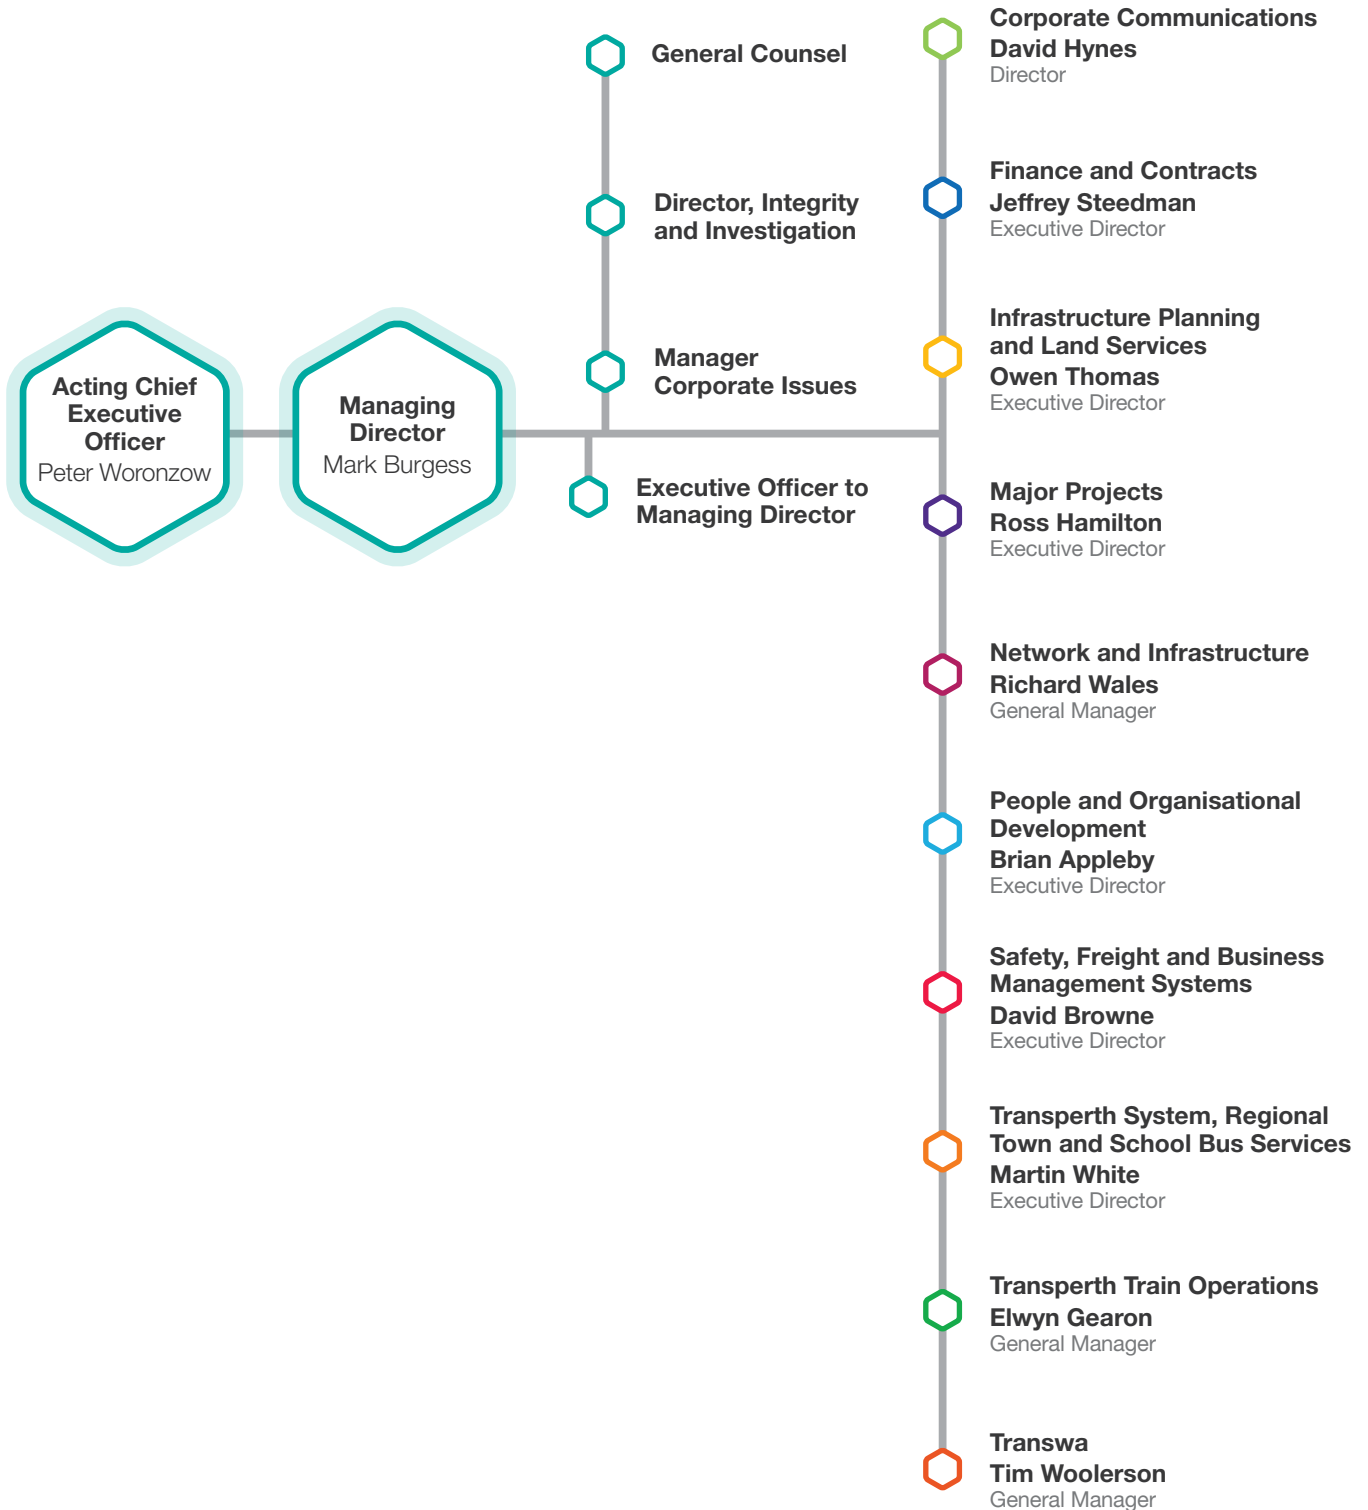 Acting Chief
Executive
Officer
Peter Woronzow
Managing
Director
Mark Burgess
General Counsel
Director, Integrity
and Investigation
Manager
Corporate Issues
Executive Officer to
Managing Director
Corporate Communications
David Hynes
Director
Finance and Contracts
Jeffrey Steedman
Executive Director
Infrastructure Planning
and Land Services
Owen Thomas
Executive Director
Major Projects
Ross Hamilton
Executive Director
Network and Infrastructure
Richard Wales
General Manager
People and Organisational
Development
Brian Appleby
Executive Director
Safety, Freight and Business
Management Systems
David Browne
Executive Director
Transperth System, Regional
Town and School Bus Services
Martin White
Executive Director
Transperth Train Operations
Elwyn Gearon
General Manager
Transwa
Tim Woolerson
General Manager